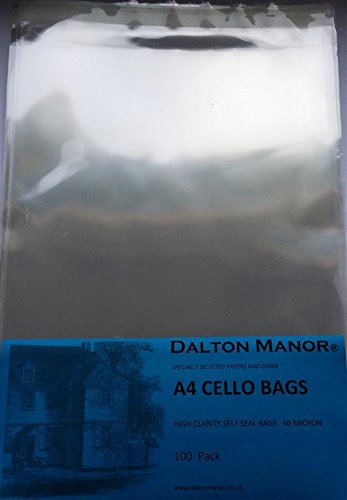 DALTON MANOR®
SPECIALLY SELECTED PAPERS AND CARDS
A4 CELLO BAGS
HIGH CLARITY SELF SEAL BAGS 40 MICRON
100 Pack
www.daltonmanor.co.uk